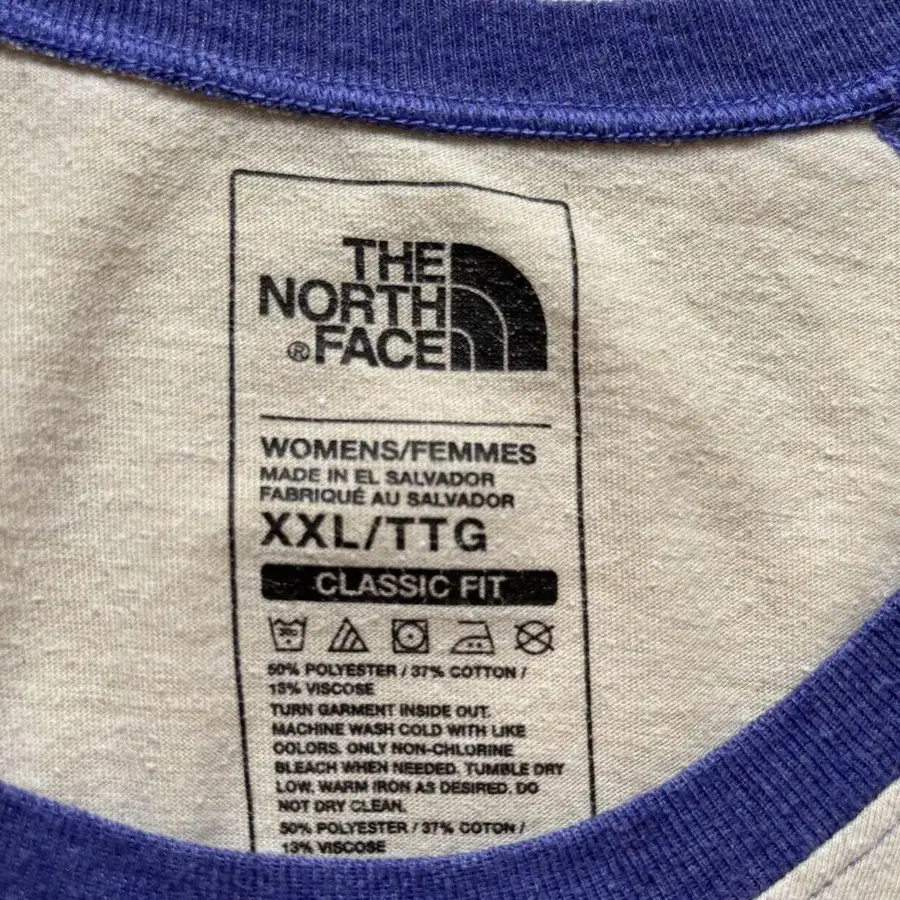 THE
NORTH
®FACE
WOMENS/FEMMES
MADE IN EL SALVADOR
FABRIQUÉ AU SALVADOR
XXL/TTG
CLASSIC FIT
30C
50% POLYESTER / 37% COTTON /
13% VISCOSE
TURN GARMENT INSIDE OUT.
MACHINE WASH COLD WITH LIKE
COLORS. ONLY NON-CHLORINE
BLEACH WHEN NEEDED. TUMBLE DRY
LOW. WARM IRON AS DESIRED. DO
NOT DRY CLEAN.
50% POLYESTER / 37% COTON /
13% VISCOSE